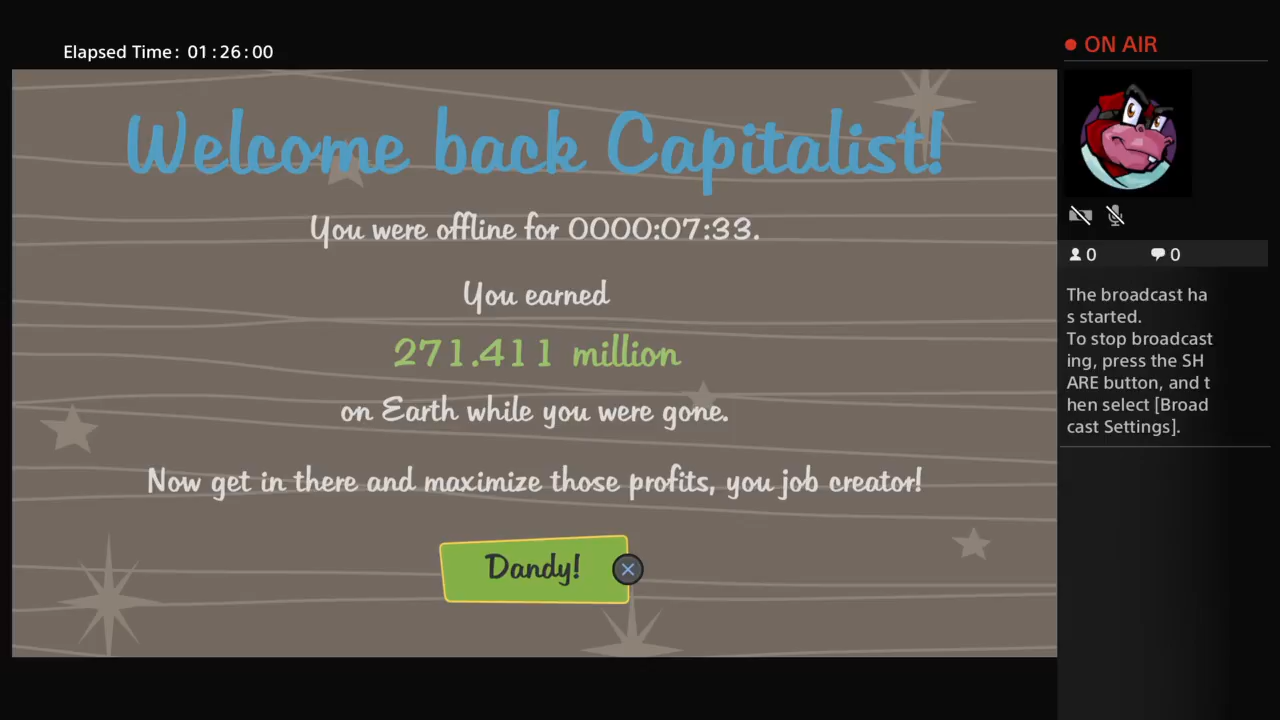 Elapsed Time: 01:26:00
ON AIR
Welcome back Capitalist!
You were offline for 0000:07:33.
You earned
271.411 million
on Earth while you were gone.
Now get in there and maximize those profits, you job creator!
Dandy!
0 0
The broadcast ha
s started.
To stop broadcast
ing, press the SH
ARE button, and t
hen select [Broad
cast Settings].